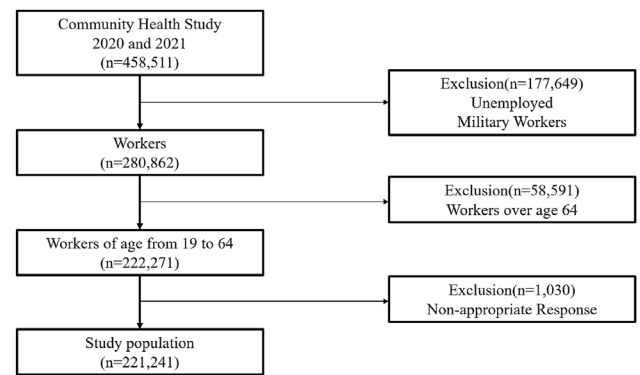 Community Health Study
2020 and 2021
(n=458,511)
Exclusion(n=177,649)
Unemployed
Military Workers
Workers
(n=280,862)
Exclusion(n=58,591)
Workers over age 64
Workers of age from 19 to 64
(n=222,271)
Exclusion(n=1,030)
Non-appropriate Response
Study population
(n=221,241)